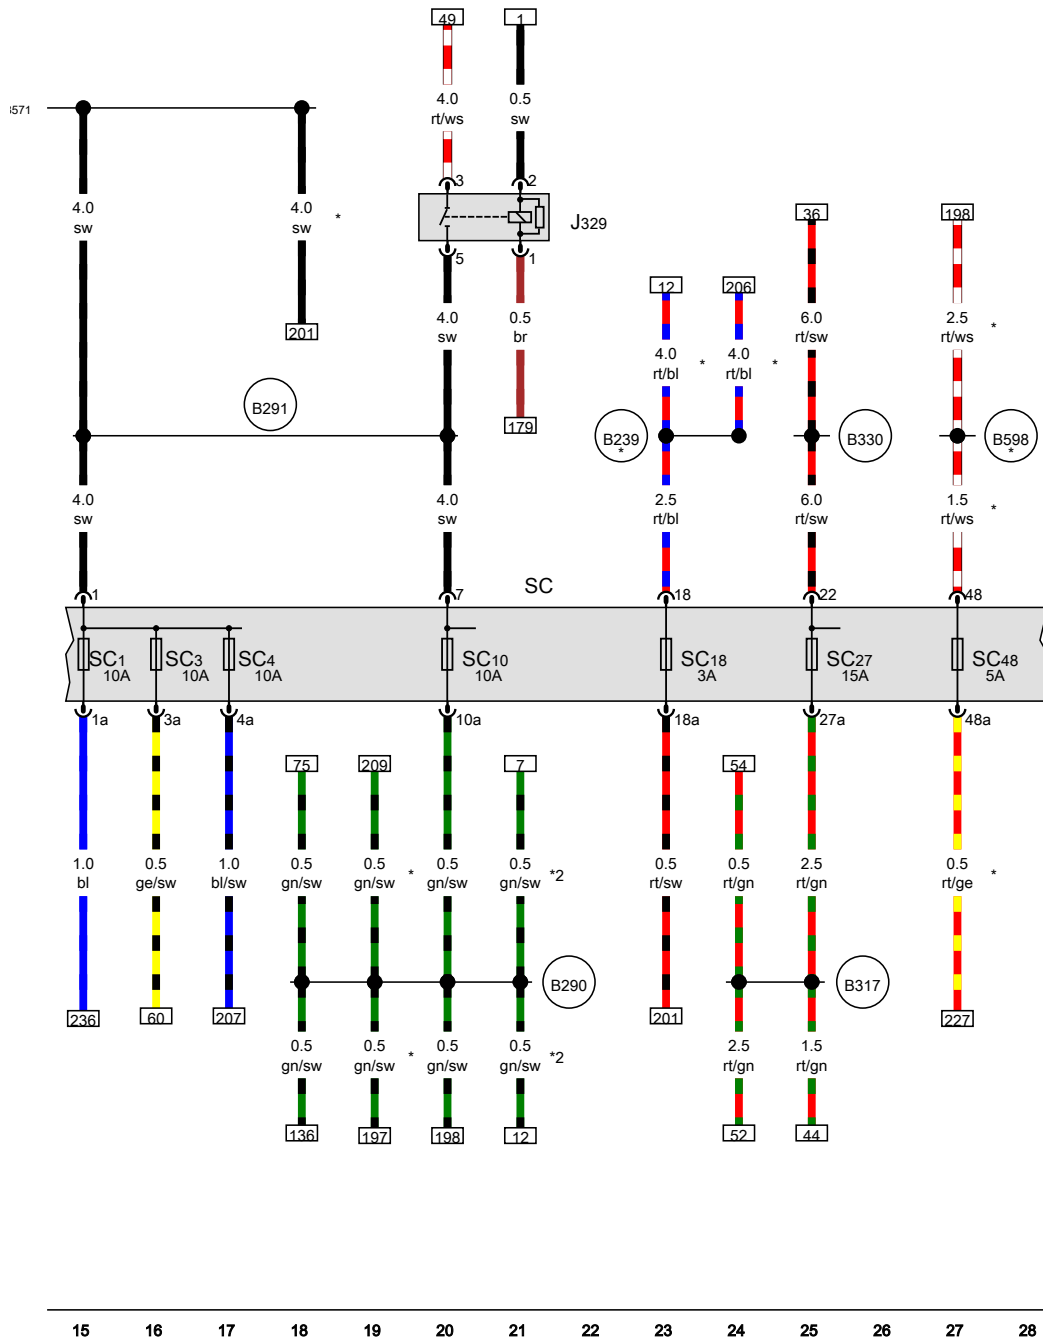 49 1
4.0 0.5
rt/ws sw
3 2
J329
5 1
4.0 4.0 *
sw sw
36 198
12 206
201
4.0 0.5
sw br
6.0 2.5 *
rt/sw rt/ws
4.0 * 4.0 *
rt/bl rt/bl
B291
179
B239 B330 B598
* *
4.0 4.0 2.5 6.0 1.5 *
sw sw rt/bl rt/sw rt/ws
SC
1 7 18 22 48
SC1 SC3 SC4 SC10 SC18 SC27 SC48
10A 10A 10A 10A 3A 15A 5A
1a 3a 4a 10a 18a 27a 48a
75 209 7 54
1.0 0.5 1.0 0.5 0.5 0.5 0.5 0.5 0.5 2.5 0.5
bl ge/sw bl/sw gn/sw gn/sw * gn/sw gn/sw *2 rt/sw rt/gn rt/gn rt/ge *
B290 B317
236 60 207 201 227
0.5 0.5 0.5 0.5 2.5 1.5
gn/sw gn/sw * gn/sw gn/sw *2 rt/gn rt/gn
136 197 198 12 52 44
15 16 17 18 19 20 21 22 23 24 25 26 27 28